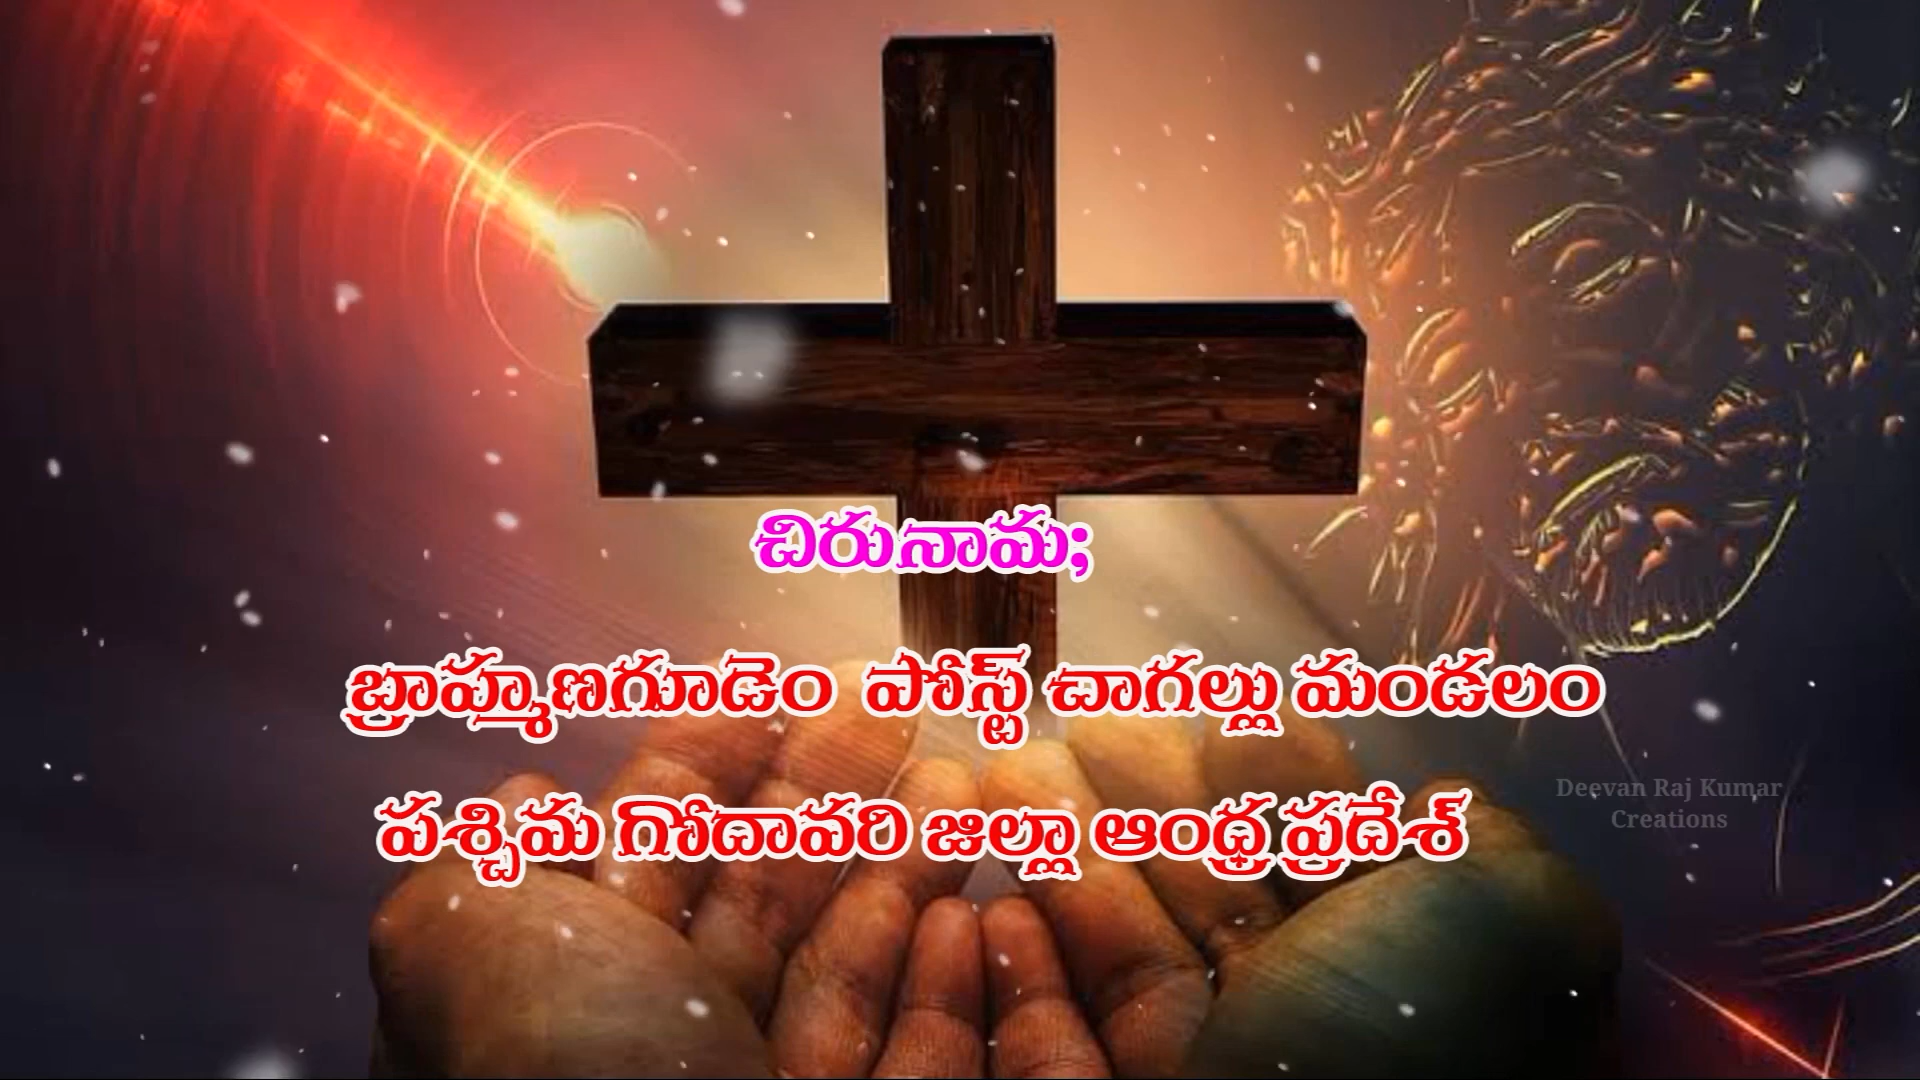 చిరునామ;
బ్రాహ్మణగూడెం పోస్ట్ చాగల్లు మండలం
పశ్చిమ గోదావరి జిల్లా ఆంధ్ర ప్రదేశ్
Deevan Raj Kumar
Creations